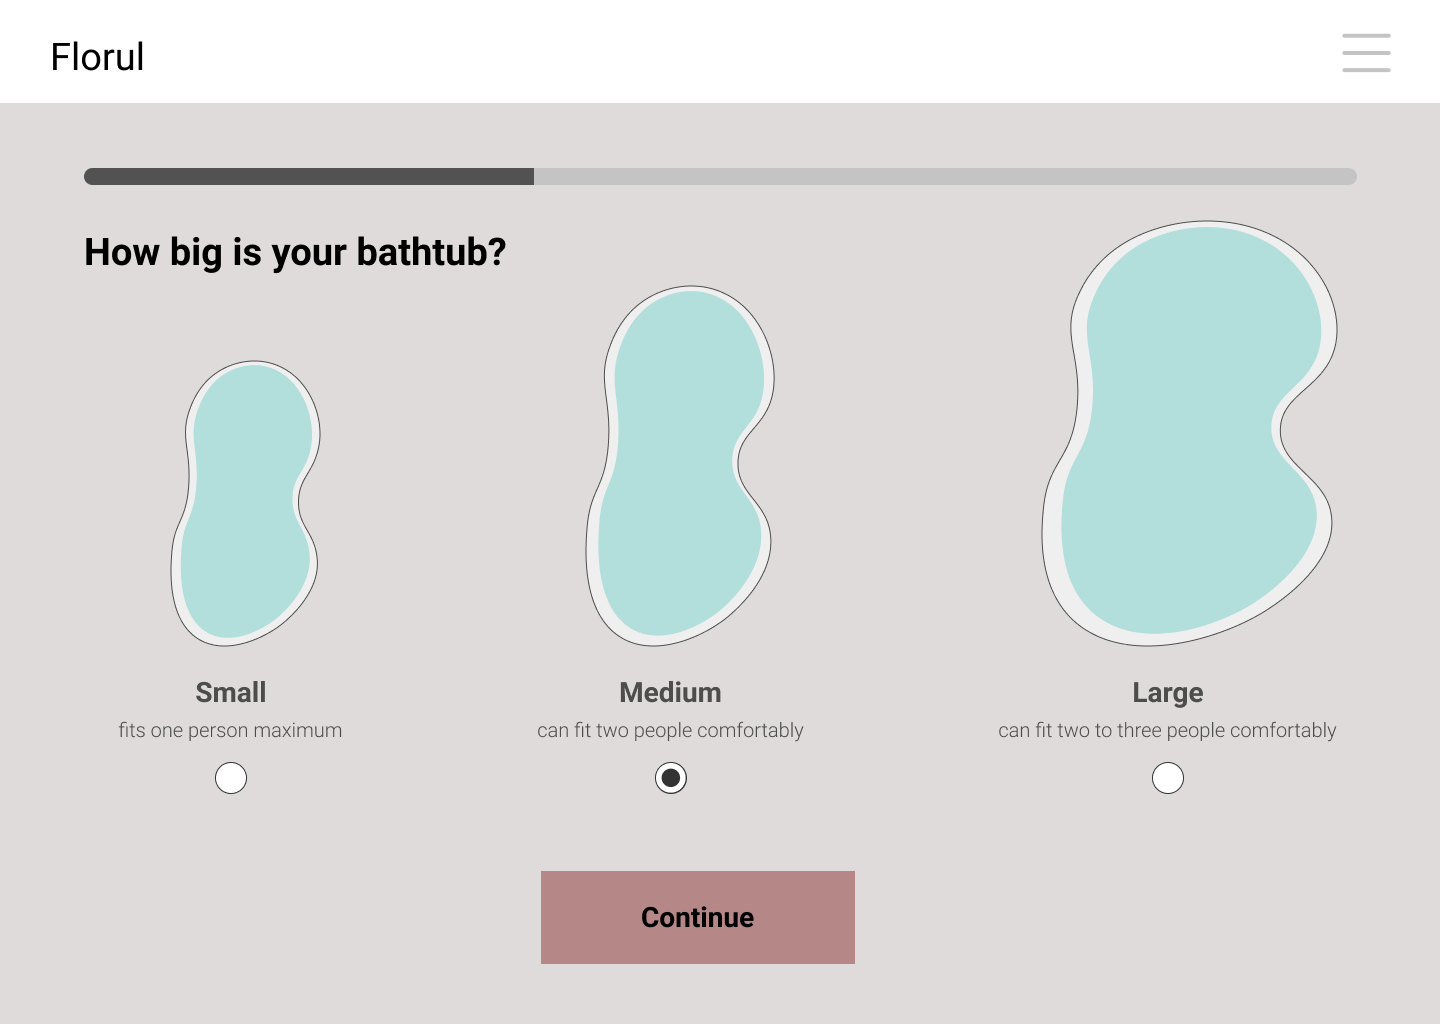 Florul
How big is your bathtub?
Small
fits one person maximum
Medium
can fit two people comfortably
Large
can fit two to three people comfortably
Continue